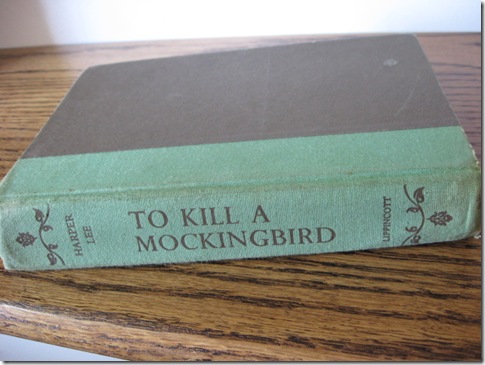 HARPER
LEE
TO KILL A
MOCKINGBIRD
LIPPINCOTT